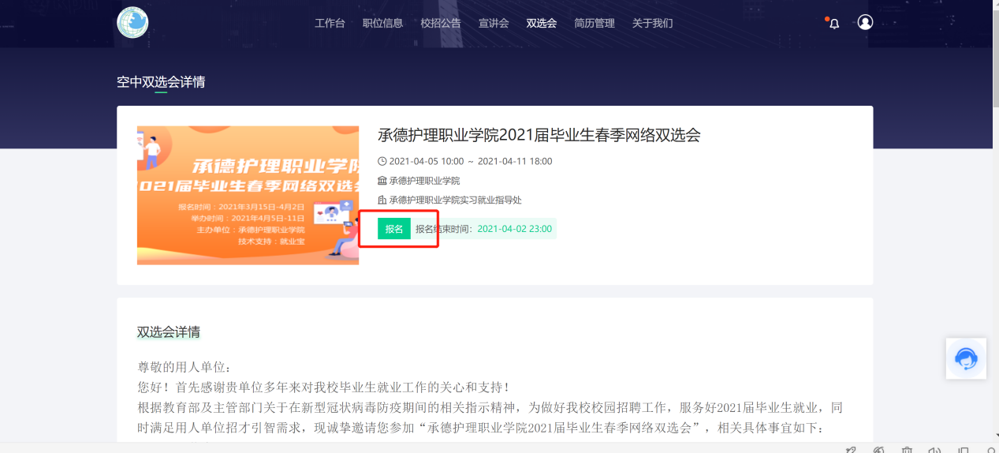 工作台 职位信息 校招公告 宣讲会 双选会 简历管理 关于我们
空中双选会详情
承德护理职业学院2021届毕业生春季网络双选会
2021-04-05 10:00 ~ 2021-04-11 18:00
承德护理职业学院
承德护理职业学院实习就业指导处
报名 报名结束时间：2021-04-02 23:00
承德护理职业学院
2021届毕业生春季网络双选会
报名时间：2021年3月15日-4月2日
举办时间：2021年4月5日-11日
主办单位：承德护理职业学院
技术支持：就业宝
双选会详情
尊敬的用人单位：
您好！首先感谢贵单位多年来对我校毕业生就业工作的关心和支持！
根据教育部及主管部门关于在新型冠状病毒防疫期间的相关指示精神，为做好我校校园招聘工作，服务好2021届毕业生就业，同
时满足用人单位招才引智需求，现诚挚邀请您参加“承德护理职业学院2021届毕业生春季网络双选会”，相关具体事宜如下：